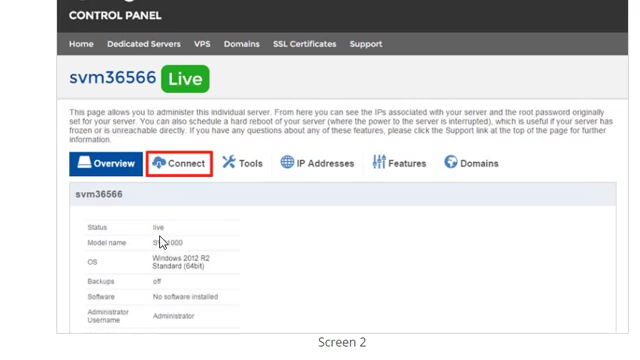 CONTROL PANEL
Home Dedicated Servers VPS Domains SSL Certificates Support
svm36566 Live
This page allows you to administer this individual server. From here you can see the IPs associated with your server and the root password originally
set for your server. You can also schedule a hard reboot of your server (where the power to the server is interrupted), which is useful if your server has
frozen or is unreachable directly. If you have any questions about any of these features, please click the Support link at the top of the page for further
information.
Overview Connect Tools IP Addresses Features Domains
svm36566
Status live
Model name
OS Windows 2012 R2
Standard (64bit)
Backups off
Software No software installed
Administrator
Username Administrator
Screen 2